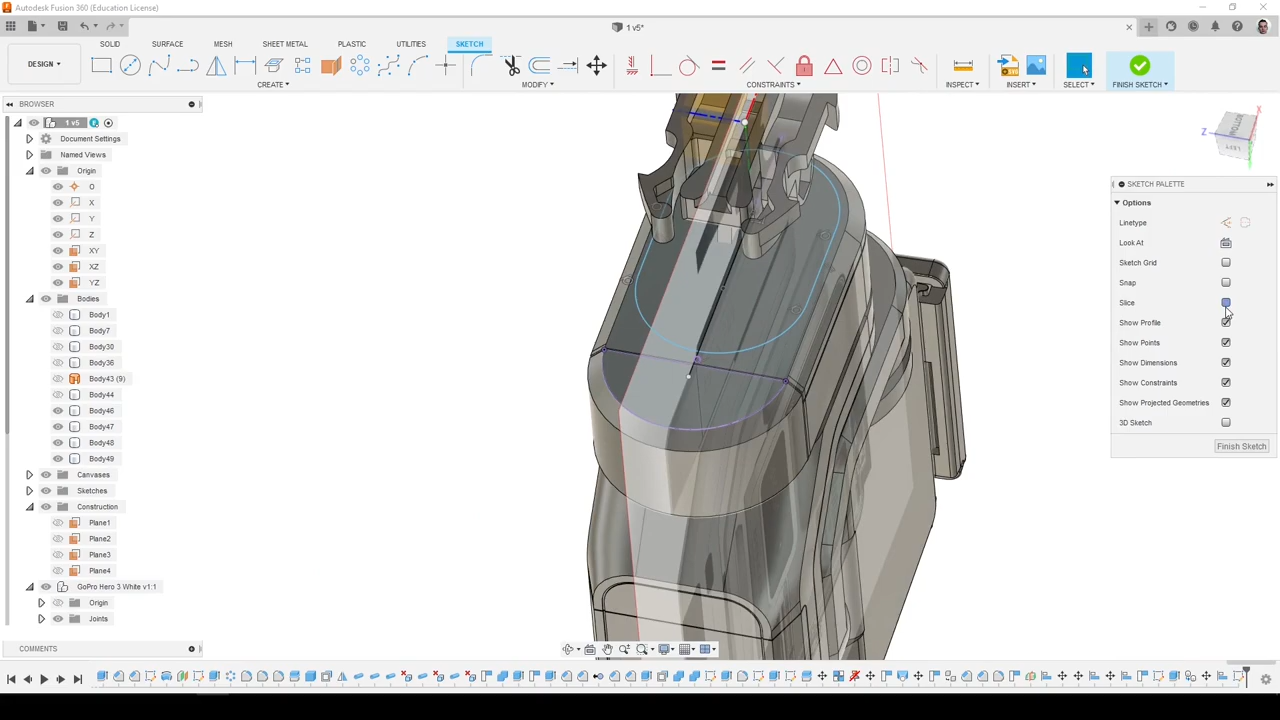 Autodesk Fusion 360 (Education License)
1 v5*
DESIGN
SOLID
SURFACE
MESH
SHEET METAL
PLASTIC
UTILITIES
SKETCH
CREATE
MODIFY
CONSTRAINTS
INSPECT
INSERT
SELECT
FINISH SKETCH
BROWSER
1 v5
Document Settings
Named Views
Origin
O
X
Y
Z
XY
XZ
YZ
Bodies
Body1
Body7
Body30
Body36
Body43 (9)
Body44
Body46
Body47
Body48
Body49
Canvases
Sketches
Construction
Plane1
Plane2
Plane3
Plane4
GoPro Hero 3 White v1:1
Origin
Joints
COMMENTS
X
Z
BOTTOM
LEFT
SKETCH PALETTE
Options
Linetype
Look At
Sketch Grid
Snap
Slice
Show Profile
Show Points
Show Dimensions
Show Constraints
Show Projected Geometries
3D Sketch
Finish Sketch